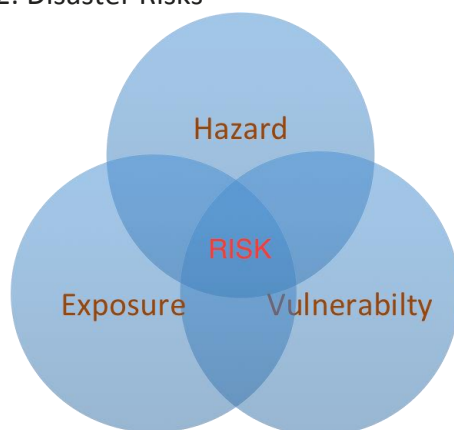 Disaster Risks
Hazard
RISK
Exposure
Vulnerabilty